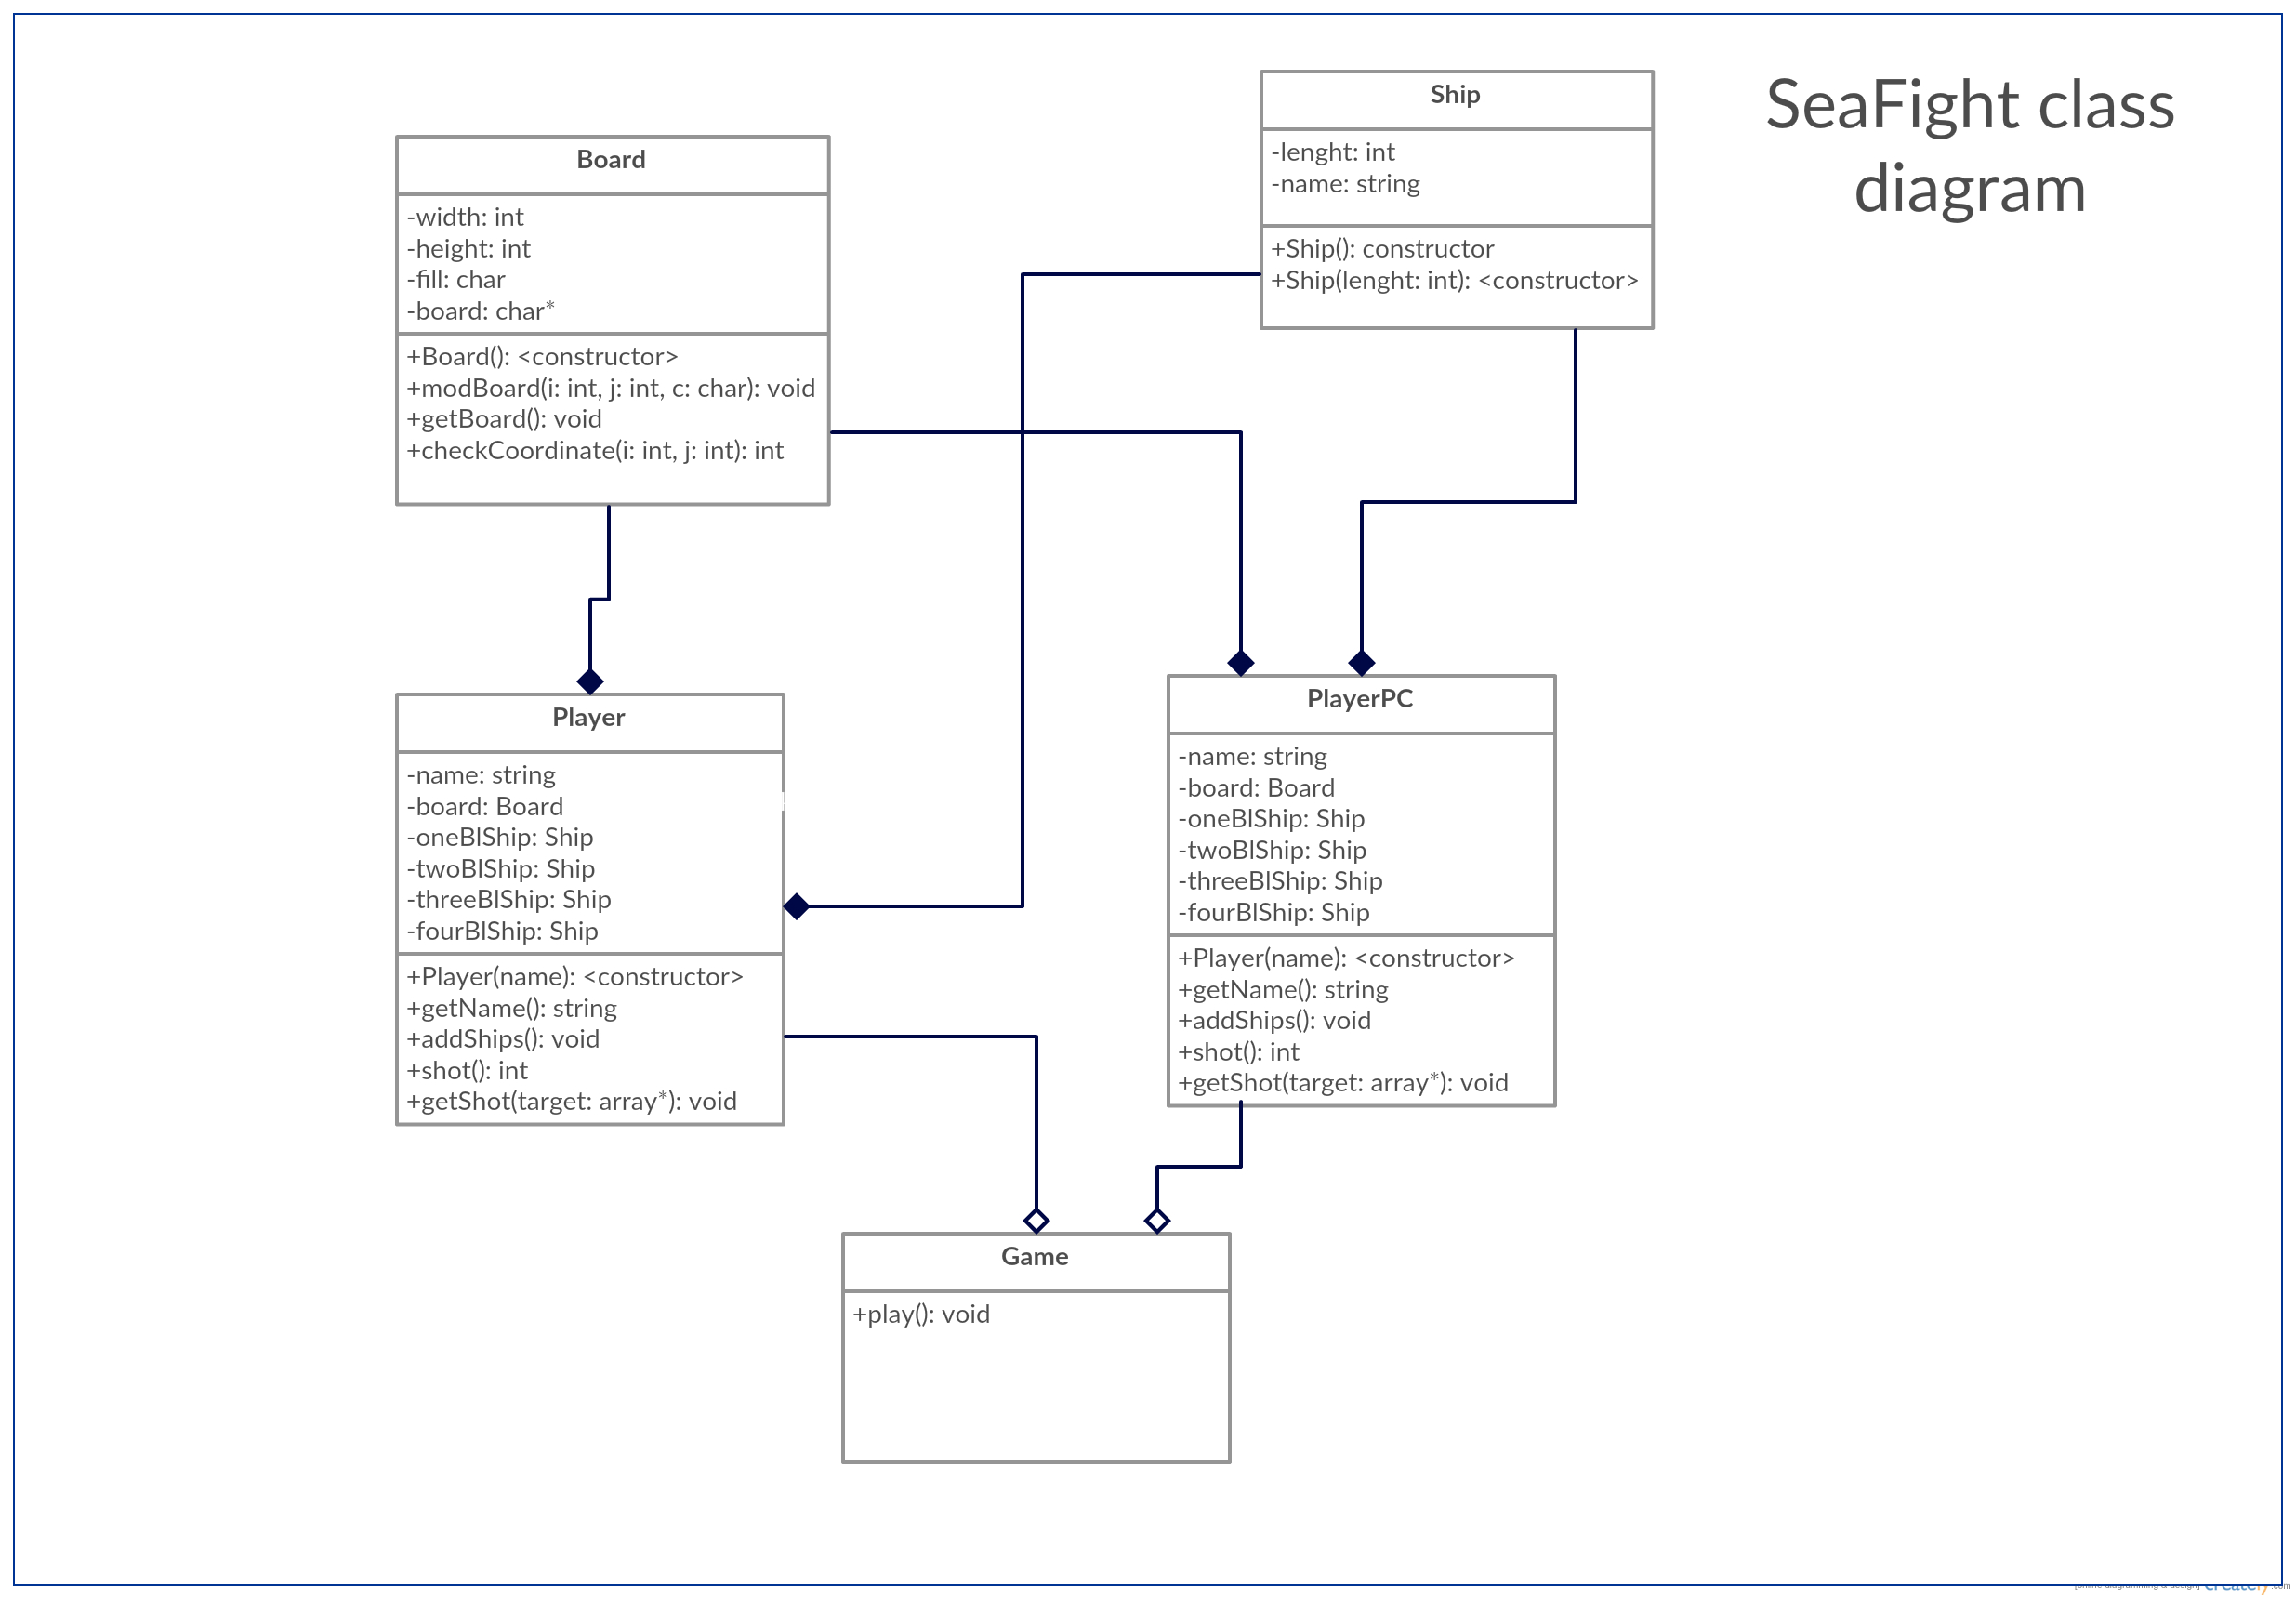 SeaFight class
diagram
Ship
-lenght: int
-name: string
+Ship(): constructor
+Ship(lenght: int): <constructor>
Board
-width: int
-height: int
-fill: char
-board: char*
+Board(): <constructor>
+modBoard(i: int, j: int, c: char): void
+getBoard(): void
+checkCoordinate(i: int, j: int): int
Player
-name: string
-board: Board
-oneBlShip: Ship
-twoBlShip: Ship
-threeBlShip: Ship
-fourBlShip: Ship
+Player(name): <constructor>
+getName(): string
+addShips(): void
+shot(): int
+getShot(target: array*): void
PlayerPC
-name: string
-board: Board
-oneBlShip: Ship
-twoBlShip: Ship
-threeBlShip: Ship
-fourBlShip: Ship
+Player(name): <constructor>
+getName(): string
+addShips(): void
+shot(): int
+getShot(target: array*): void
Game
+play(): void
creately.com